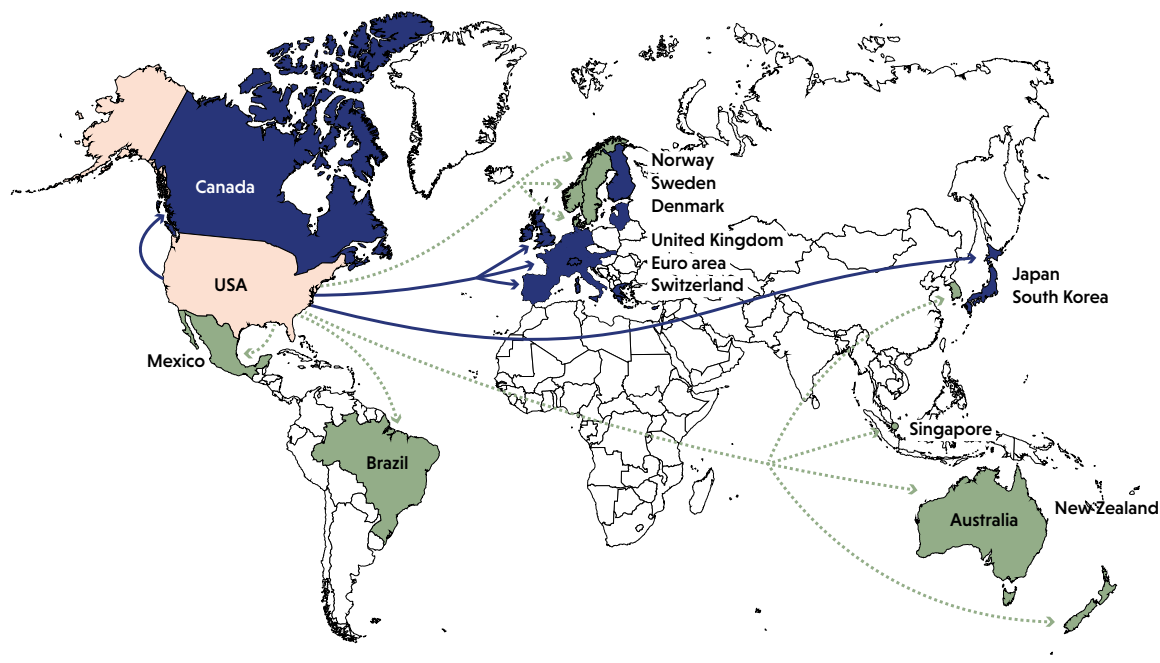 Canada
USA
Mexico
Brazil
Norway
Sweden
Denmark
United Kingdom
Euro area
Switzerland
Japan
South Korea
Singapore
Australia
New Zealand